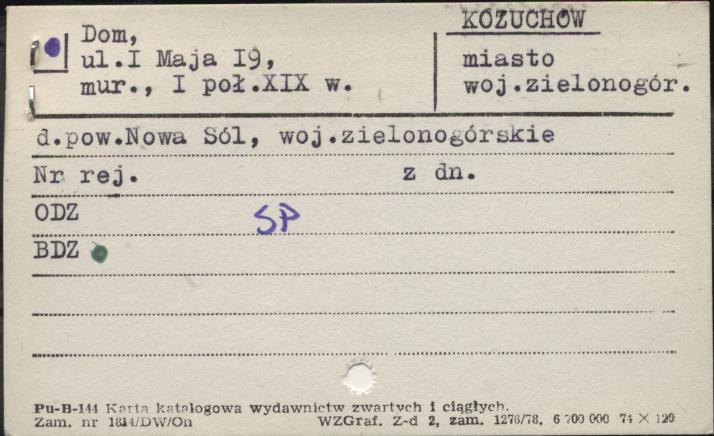 Dom,
ul.I Maja I9,
mur., I poł.XIX w.
KOŻUCHÓW
miasto
woj.zielonogór.
d.pow.Nowa Sól, woj.zielonogórskie
Nr rej. z dn.
ODZ SP
BDZ
Pu-B-144 Karta katalogowa wydawnictw zwartych i ciągłych.
Zam. nr 1814/DW/On WZGraf. Z-d 2, zam. 1276/78, 6 700 000 74 × 120